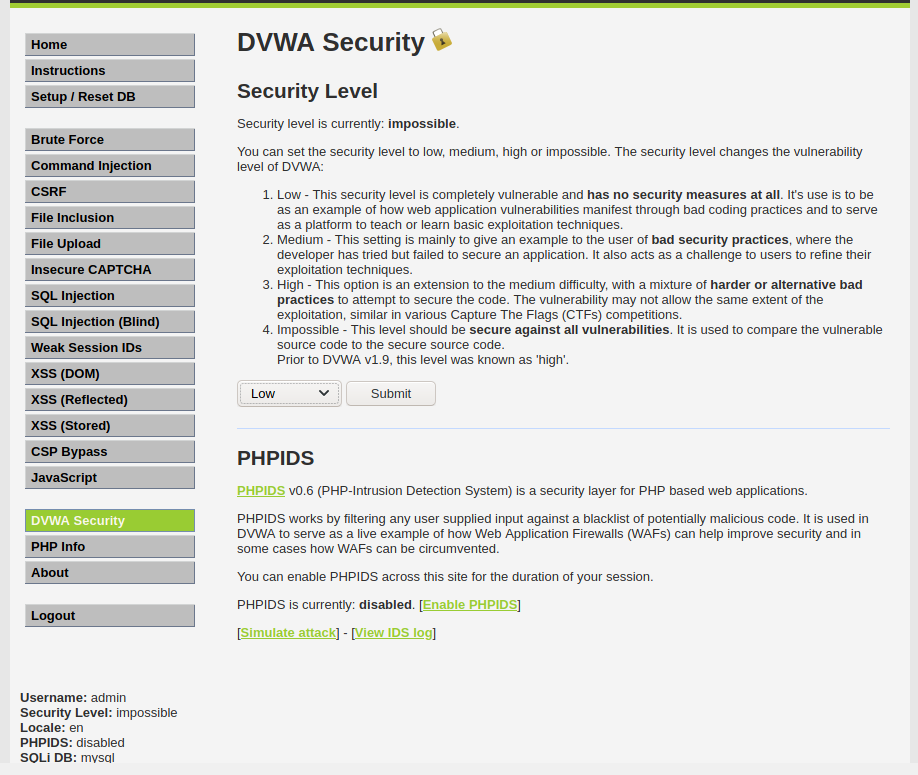 Home
Instructions
Setup / Reset DB
Brute Force
Command Injection
CSRF
File Inclusion
File Upload
Insecure CAPTCHA
SQL Injection
SQL Injection (Blind)
Weak Session IDs
XSS (DOM)
XSS (Reflected)
XSS (Stored)
CSP Bypass
JavaScript
DVWA Security
PHP Info
About
Logout
Username: admin
Security Level: impossible
Locale: en
PHPIDS: disabled
SQLi DB: mysql
DVWA Security
Security Level
Security level is currently: impossible.
You can set the security level to low, medium, high or impossible. The security level changes the vulnerability
level of DVWA:
1. Low - This security level is completely vulnerable and has no security measures at all. It's use is to be
as an example of how web application vulnerabilities manifest through bad coding practices and to serve
as a platform to teach or learn basic exploitation techniques.
2. Medium - This setting is mainly to give an example to the user of bad security practices, where the
developer has tried but failed to secure an application. It also acts as a challenge to users to refine their
exploitation techniques.
3. High - This option is an extension to the medium difficulty, with a mixture of harder or alternative bad
practices to attempt to secure the code. The vulnerability may not allow the same extent of the
exploitation, similar in various Capture The Flags (CTFs) competitions.
4. Impossible - This level should be secure against all vulnerabilities. It is used to compare the vulnerable
source code to the secure source code.
Prior to DVWA v1.9, this level was known as 'high'.
Low Submit
PHPIDS
PHPIDS v0.6 (PHP-Intrusion Detection System) is a security layer for PHP based web applications.
PHPIDS works by filtering any user supplied input against a blacklist of potentially malicious code. It is used in
DVWA to serve as a live example of how Web Application Firewalls (WAFs) can help improve security and in
some cases how WAFs can be circumvented.
You can enable PHPIDS across this site for the duration of your session.
PHPIDS is currently: disabled. [Enable PHPIDS]
[Simulate attack] - [View IDS log]